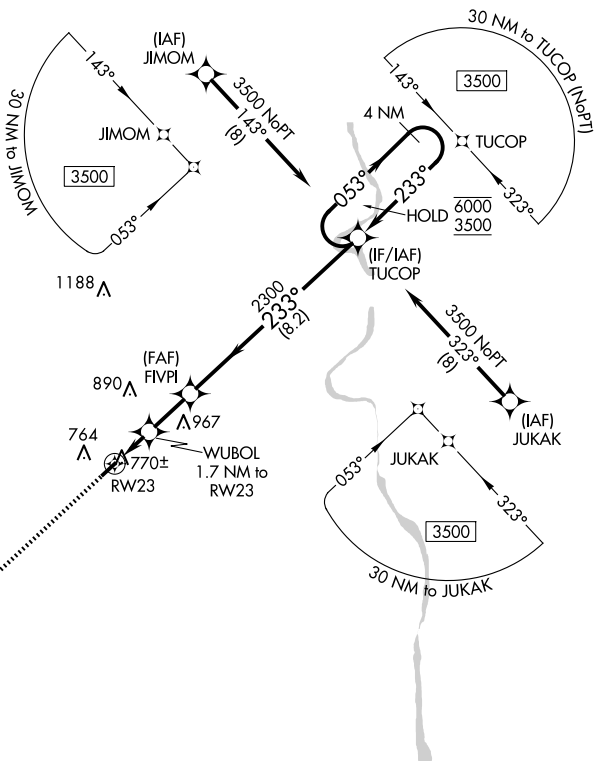 (IAF)
JIMOM
3500 NoPT
143°
(8)
143°
JIMOM
30 NM to JIMOM
3500
053°
30 NM to TUCOP (NoPT)
143°
3500
TUCOP
323°
4 NM
053°
233°
HOLD
6000
3500
(IF/IAF)
TUCOP
1188
2300
233°
(8.2)
(FAF)
FIVPI
890
967
764
770±
RW23
WUBOL
1.7 NM to
RW23
3500 NoPT
323°
(8)
(IAF)
JUKAK
JUKAK
053°
323°
3500
30 NM to JUKAK